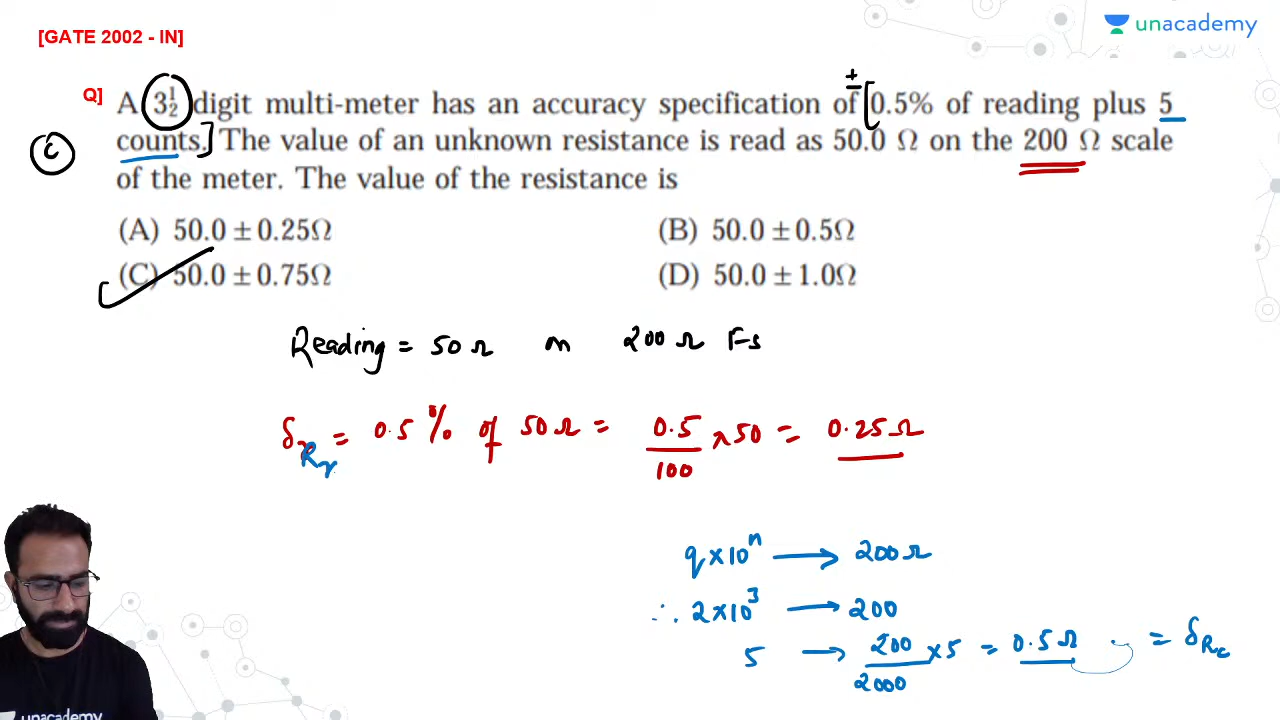 [GATE 2002 - IN]
unacademy
Q] A 3½ digit multi-meter has an accuracy specification of ± [0.5% of reading plus 5
counts.] The value of an unknown resistance is read as 50.0 Ω on the 200 Ω scale
of the meter. The value of the resistance is
C
(A) 50.0 ± 0.25Ω
(B) 50.0 ± 0.5Ω
(C) 50.0 ± 0.75Ω
(D) 50.0 ± 1.0Ω
Reading = 50 Ω on 200 Ω FS
δRr = 0.5 % of 50 Ω = 0.5/100 × 50 = 0.25 Ω
q×10ⁿ → 200 Ω
∴ 2×10³ → 200
5 → 200/2000 × 5 = 0.5 Ω = δRc
unacademy